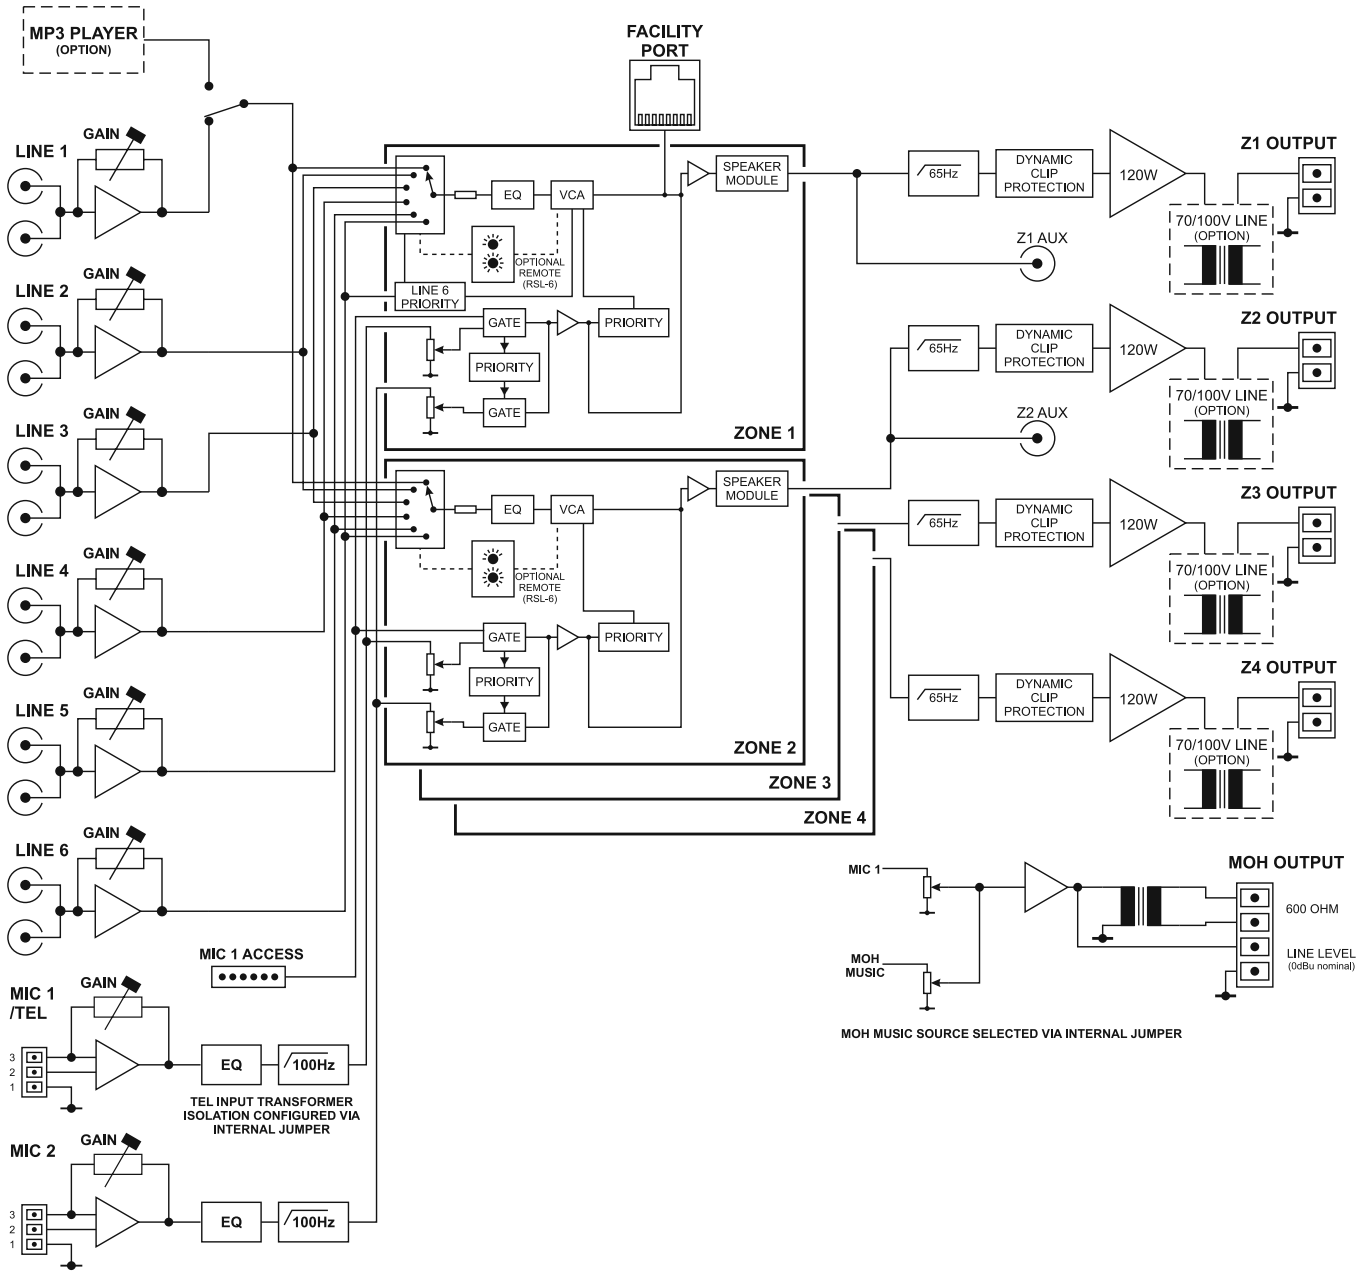 MP3 PLAYER
(OPTION)
FACILITY
PORT
GAIN
LINE 1
GAIN
LINE 2
GAIN
LINE 3
GAIN
LINE 4
GAIN
LINE 5
GAIN
LINE 6
MIC 1 ACCESS
MIC 1
/TEL
GAIN
3
2
1
EQ
100Hz
TEL INPUT TRANSFORMER
ISOLATION CONFIGURED VIA
INTERNAL JUMPER
MIC 2
GAIN
3
2
1
EQ
100Hz
EQ
VCA
SPEAKER
MODULE
OPTIONAL
REMOTE
(RSL-6)
LINE 6
PRIORITY
GATE
PRIORITY
PRIORITY
GATE
ZONE 1
EQ
VCA
SPEAKER
MODULE
OPTIONAL
REMOTE
(RSL-6)
GATE
PRIORITY
PRIORITY
GATE
ZONE 2
ZONE 3
ZONE 4
65Hz
DYNAMIC
CLIP
PROTECTION
120W
Z1 OUTPUT
70/100V LINE
(OPTION)
Z1 AUX
65Hz
DYNAMIC
CLIP
PROTECTION
120W
Z2 OUTPUT
70/100V LINE
(OPTION)
Z2 AUX
65Hz
DYNAMIC
CLIP
PROTECTION
120W
Z3 OUTPUT
70/100V LINE
(OPTION)
65Hz
DYNAMIC
CLIP
PROTECTION
120W
Z4 OUTPUT
70/100V LINE
(OPTION)
MIC 1
MOH
MUSIC
MOH OUTPUT
600 OHM
LINE LEVEL
(0dBu nominal)
MOH MUSIC SOURCE SELECTED VIA INTERNAL JUMPER